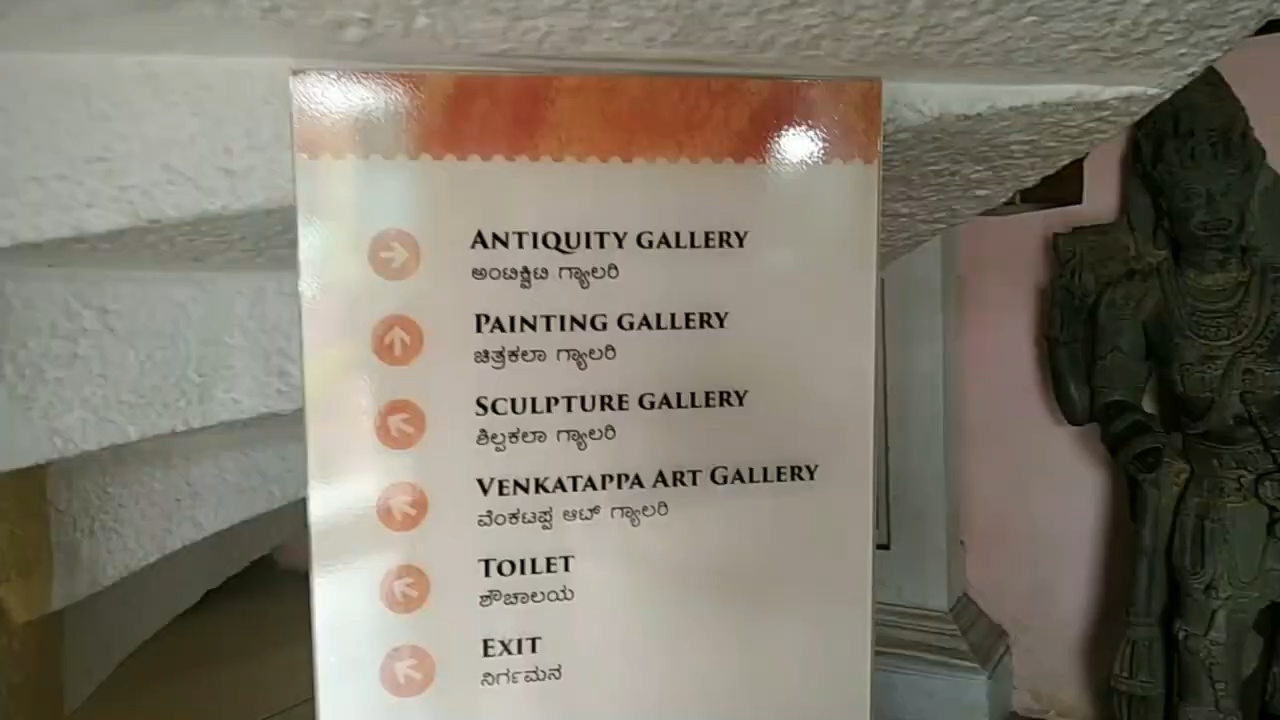 ANTIQUITY GALLERY
ಅಂಟಿಕ್ವಿಟಿ ಗ್ಯಾಲರಿ
PAINTING GALLERY
ಚಿತ್ರಕಲಾ ಗ್ಯಾಲರಿ
SCULPTURE GALLERY
ಶಿಲ್ಪಕಲಾ ಗ್ಯಾಲರಿ
VENKATAPPA ART GALLERY
ವೆಂಕಟಪ್ಪ ಆಟ್ ಗ್ಯಾಲರಿ
TOILET
ಶೌಚಾಲಯ
EXIT
ನಿರ್ಗಮನ